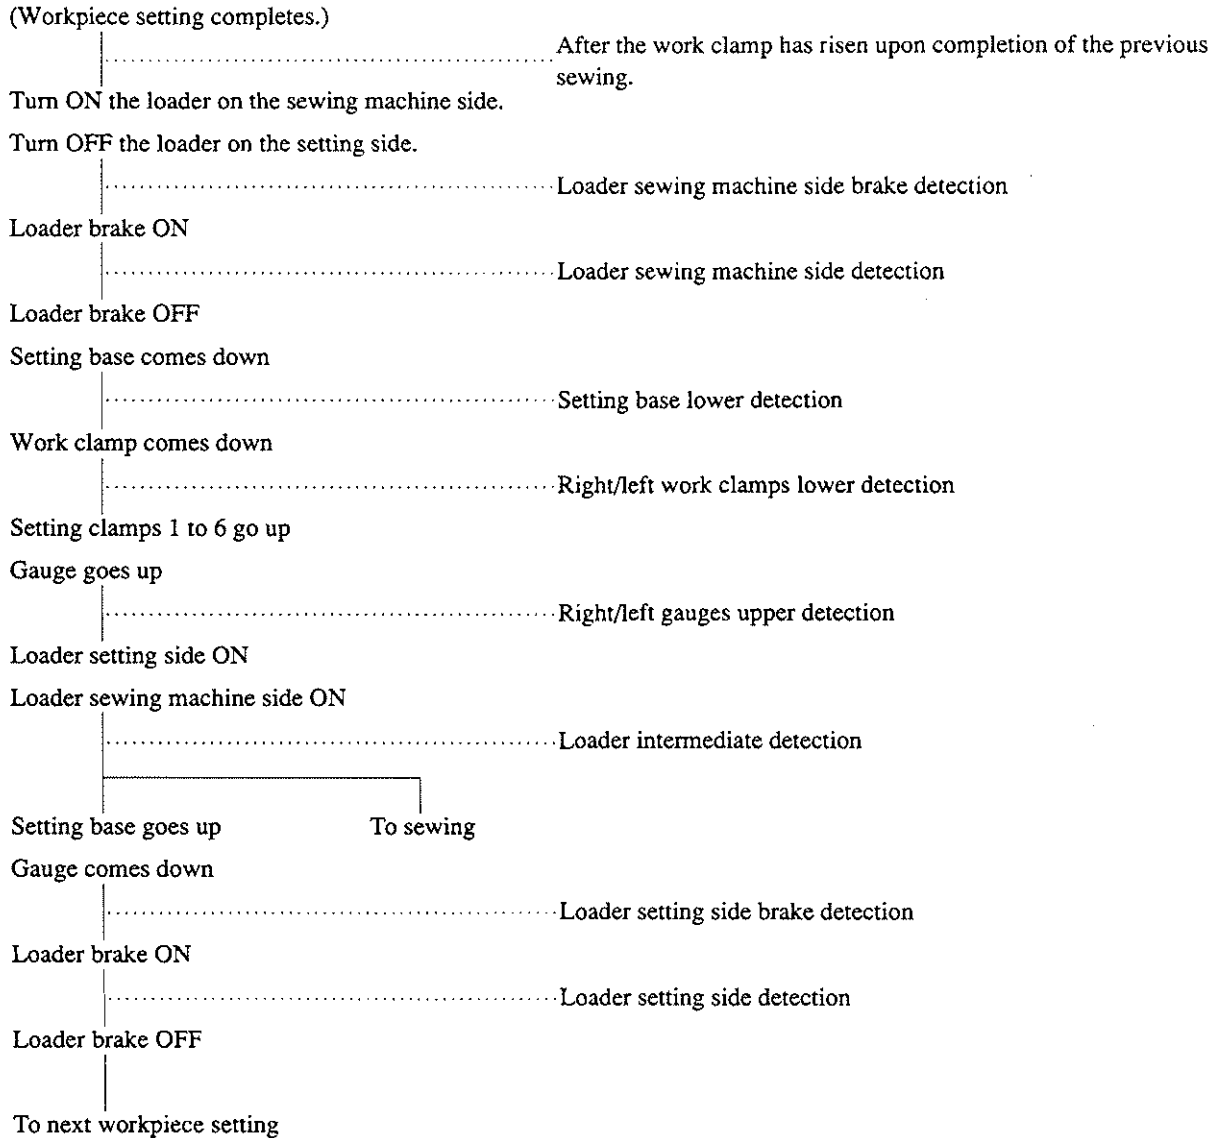 (Workpiece setting completes.)
After the work clamp has risen upon completion of the previous
sewing.
Turn ON the loader on the sewing machine side.
Turn OFF the loader on the setting side.
Loader sewing machine side brake detection
Loader brake ON
Loader sewing machine side detection
Loader brake OFF
Setting base comes down
Setting base lower detection
Work clamp comes down
Right/left work clamps lower detection
Setting clamps 1 to 6 go up
Gauge goes up
Right/left gauges upper detection
Loader setting side ON
Loader sewing machine side ON
Loader intermediate detection
Setting base goes up To sewing
Gauge comes down
Loader setting side brake detection
Loader brake ON
Loader setting side detection
Loader brake OFF
To next workpiece setting